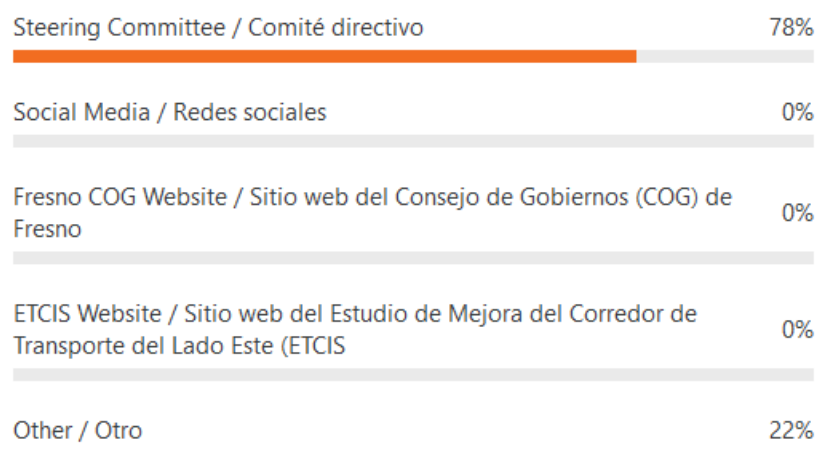 Steering Committee / Comité directivo 78%
Social Media / Redes sociales 0%
Fresno COG Website / Sitio web del Consejo de Gobiernos (COG) de
Fresno
0%
ETCIS Website / Sitio web del Estudio de Mejora del Corredor de
Transporte del Lado Este (ETCIS
0%
Other / Otro 22%